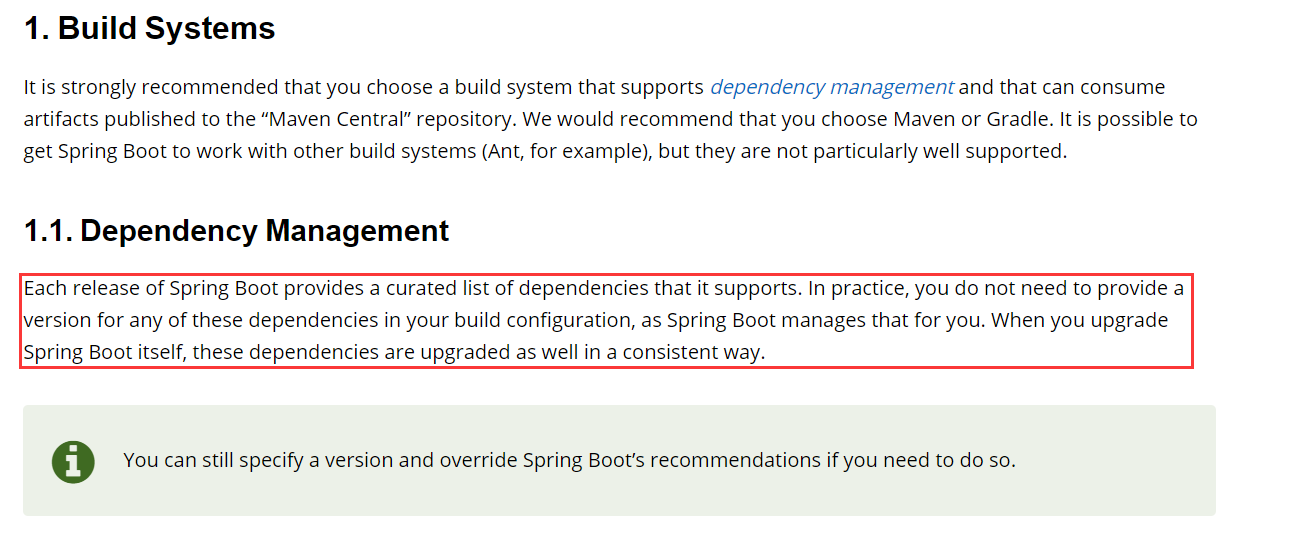 1. Build Systems
It is strongly recommended that you choose a build system that supports dependency management and that can consume
artifacts published to the “Maven Central” repository. We would recommend that you choose Maven or Gradle. It is possible to
get Spring Boot to work with other build systems (Ant, for example), but they are not particularly well supported.
1.1. Dependency Management
Each release of Spring Boot provides a curated list of dependencies that it supports. In practice, you do not need to provide a
version for any of these dependencies in your build configuration, as Spring Boot manages that for you. When you upgrade
Spring Boot itself, these dependencies are upgraded as well in a consistent way.
You can still specify a version and override Spring Boot’s recommendations if you need to do so.